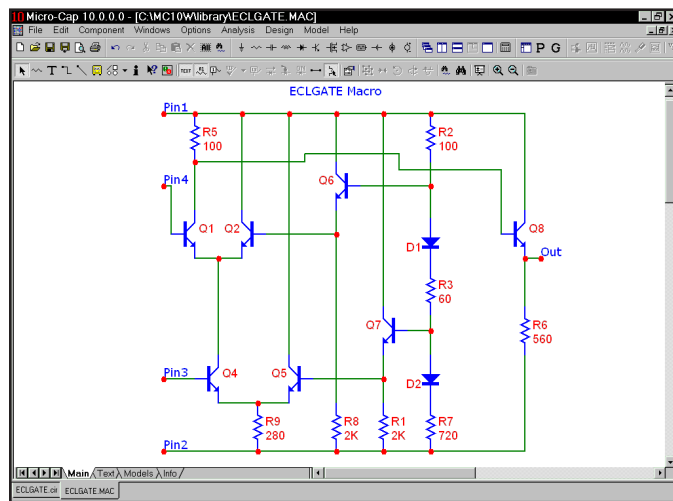 Micro-Cap 10.0.0.0 - [C:\MC10W\library\ECLGATE.MAC]
File Edit Component Windows Options Analysis Design Model Help
P G
TEXT
ECLGATE Macro
Pin1
R5
100
R2
100
Pin4
Q6
Q1
Q2
Q8
D1
Out
R3
60
Q7
R6
560
Pin3
Q4
Q5
D2
R9
280
R8
2K
R1
2K
R7
720
Pin2
Main Text Models Info
ECLGATE.cir ECLGATE.MAC